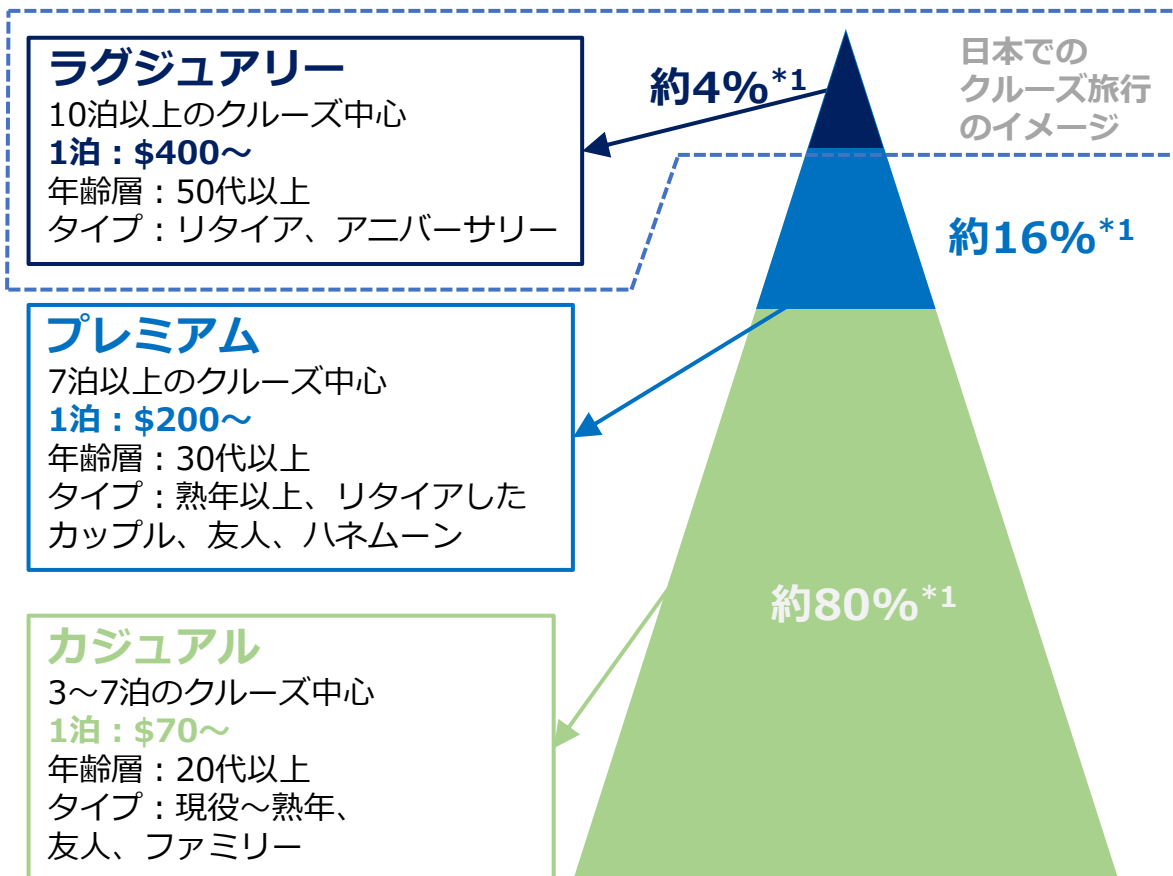 ラグジュアリー
10泊以上のクルーズ中心
1泊：$400～
年齢層：50代以上
タイプ：リタイア、アニバーサリー
約4%*1
日本での
クルーズ旅行
のイメージ
約16%*1
プレミアム
7泊以上のクルーズ中心
1泊：$200～
年齢層：30代以上
タイプ：熟年以上、リタイアした
カップル、友人、ハネムーン
約80%*1
カジュアル
3～7泊のクルーズ中心
1泊：$70～
年齢層：20代以上
タイプ：現役～熟年、
友人、ファミリー